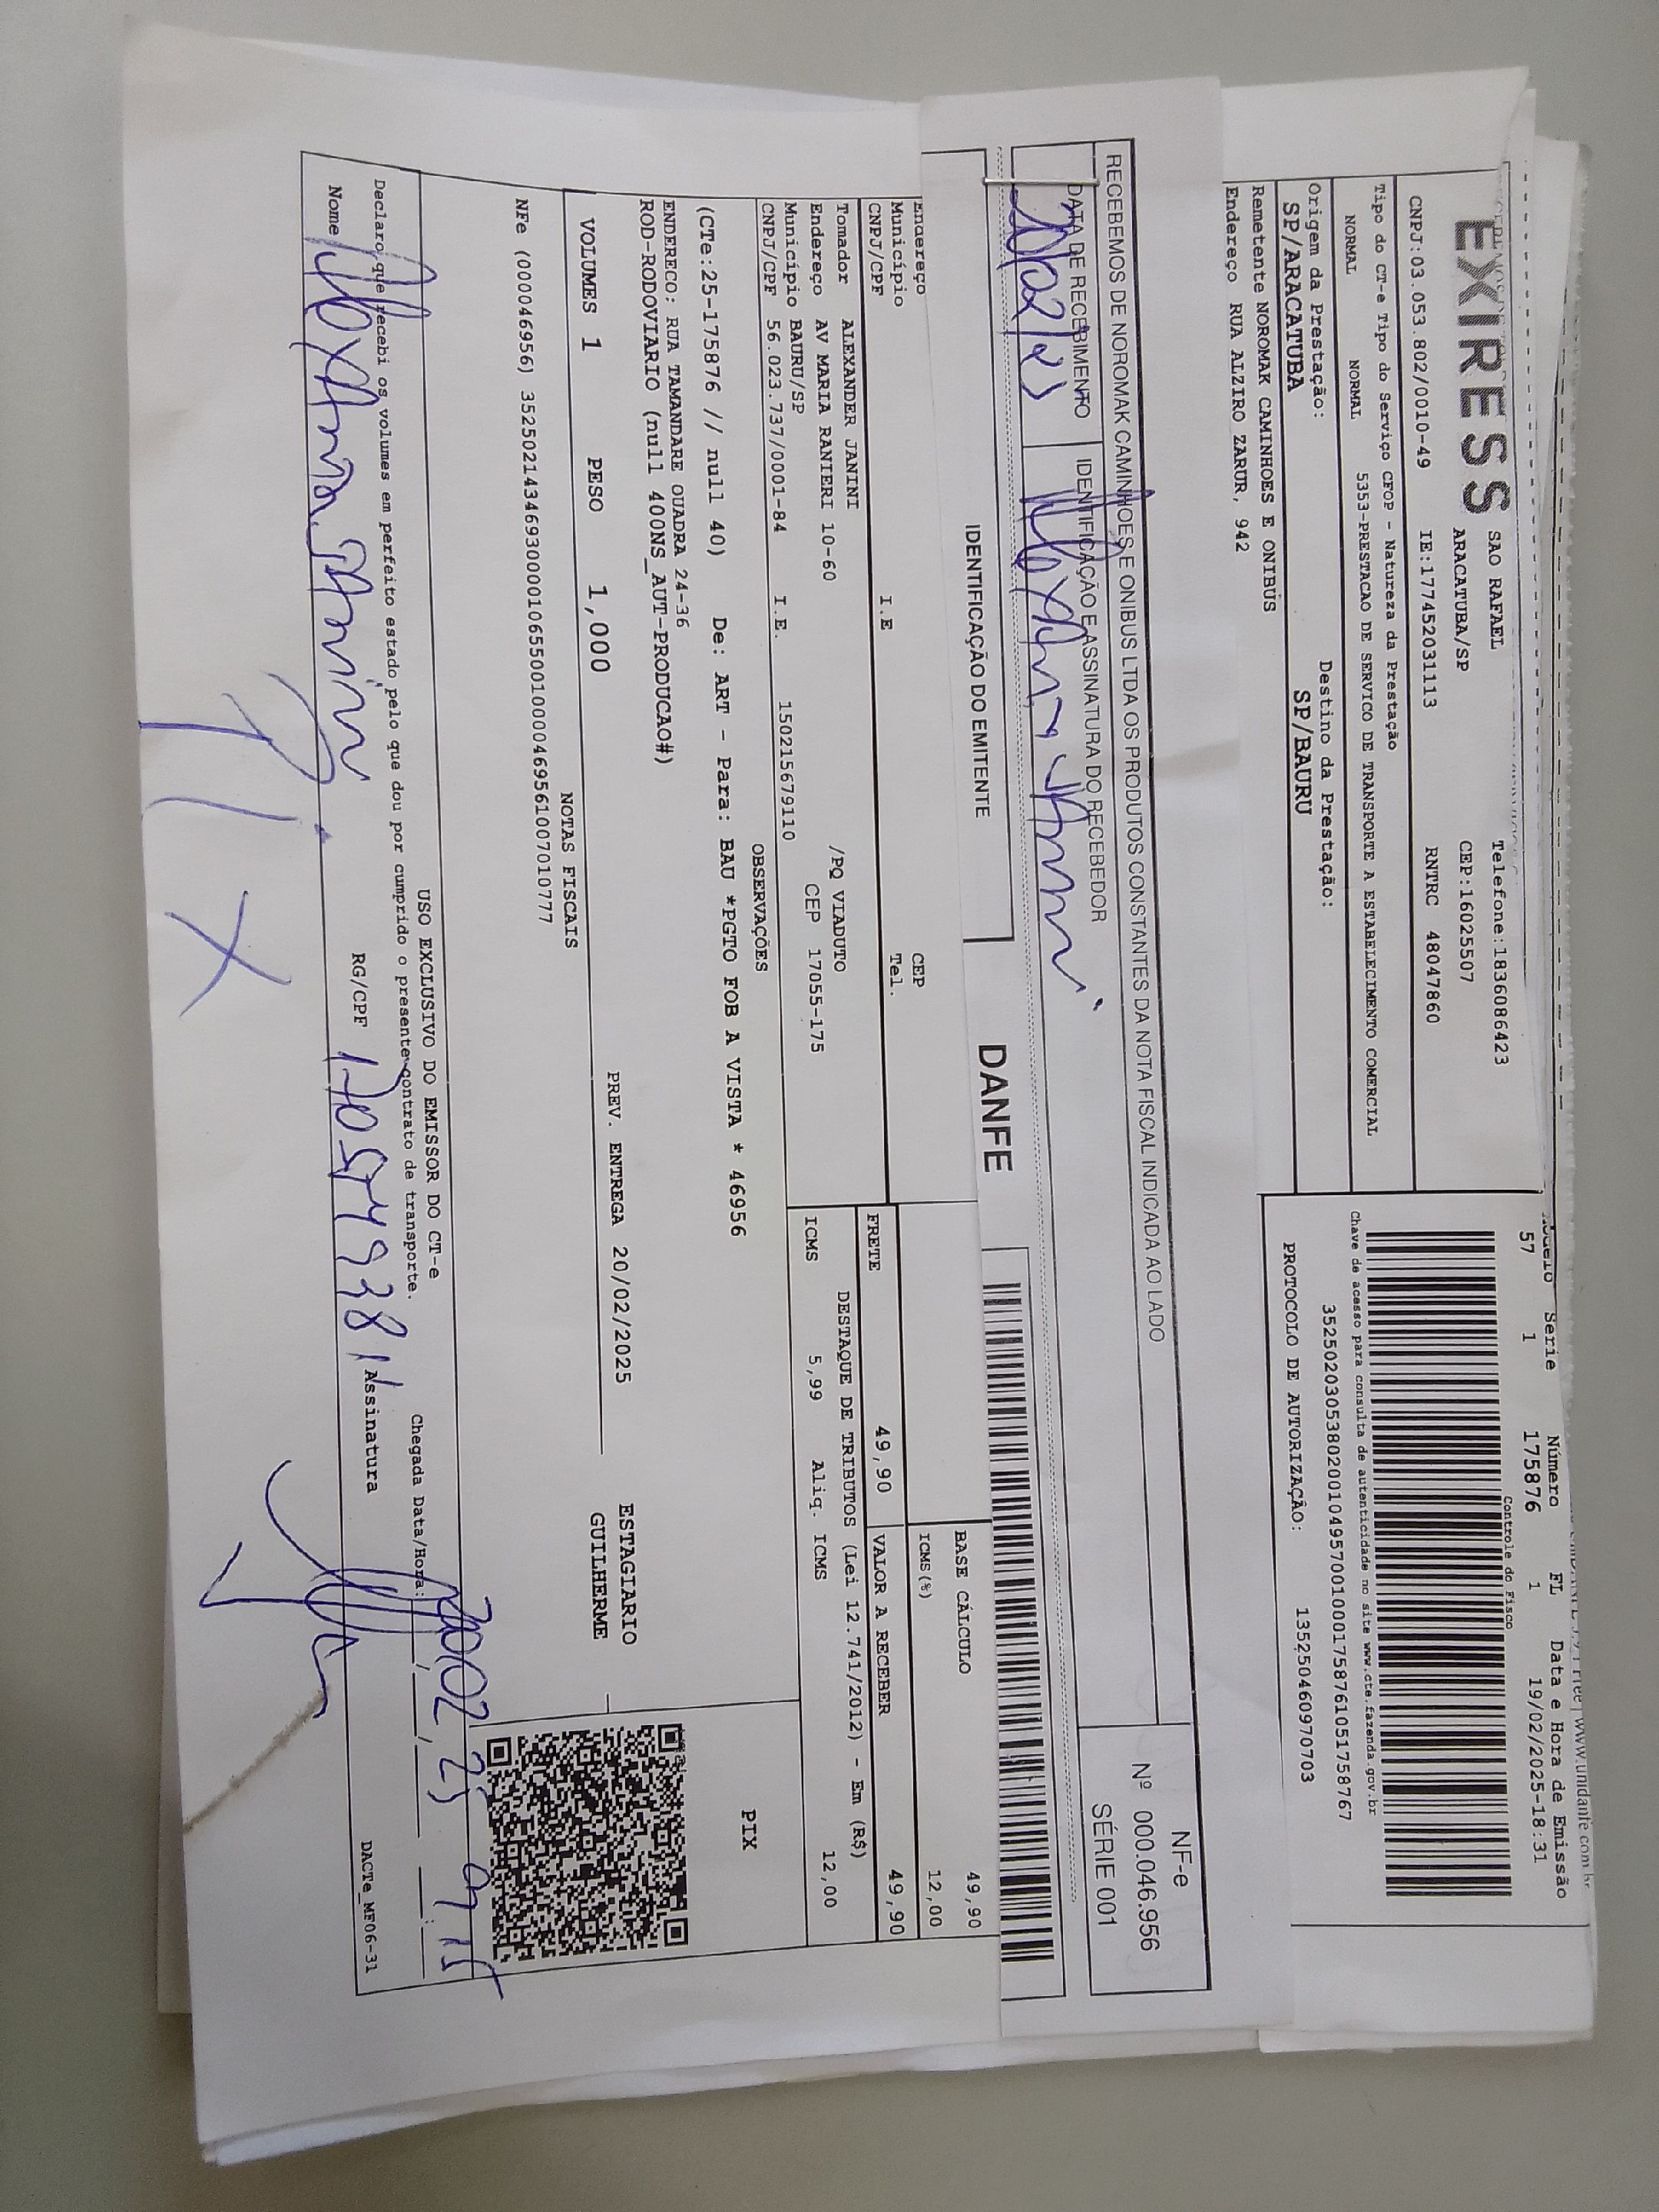 EXIRESS
SAO RAFAEL
Telefone:1836086423
ARACATUBA/SP
CEP:16025507
CNPJ:03.053.802/0010-49 IE:177452031113 RNTRC 48047860
Tipo do CT-e Tipo do Serviço CFOP - Natureza da Prestação
NORMAL NORMAL 5353-PRESTACAO DE SERVICO DE TRANSPORTE A ESTABELECIMENTO COMERCIAL
Origem da Prestação: Destino da Prestação:
SP/ARACATUBA SP/BAURU
Remetente NOROMAK CAMINHOES E ONIBUS
Endereço RUA ALZIRO ZARUR, 942
Serie Número FL Data e Hora de Emissão
57 1 175876 1 19/02/2025-18:31
Controle do Fisco
Chave de acesso para consulta de autenticidade no site www.cte.fazenda.gov.br
35250203053802001049570010001758761051758767
PROTOCOLO DE AUTORIZAÇÃO: 135250460970703
RECEBEMOS DE NOROMAK CAMINHOES E ONIBUS LTDA OS PRODUTOS CONSTANTES DA NOTA FISCAL INDICADA AO LADO
DATA DE RECEBIMENTO IDENTIFICAÇÃO E ASSINATURA DO RECEBEDOR
NF-e
Nº 000.046.956
SÉRIE 001
IDENTIFICAÇÃO DO EMITENTE
DANFE
Endereço CEP
Município Tel.
CNPJ/CPF I.E
Tomador ALEXANDER JANINI
Endereço AV MARIA RANIERI 10-60 /PQ VIADUTO
Município BAURU/SP CEP 17055-175
CNPJ/CPF 56.023.737/0001-84 I.E. 150215679110
BASE CÁLCULO 49,90
ICMS(%) 12,00
FRETE 49,90 VALOR A RECEBER 49,90
DESTAQUE DE TRIBUTOS (Lei 12.741/2012) - Em (R$)
ICMS 5,99 Aliq. ICMS 12,00
OBSERVAÇÕES
(CTe:25-175876 // null 40) De: ART - Para: BAU *PGTO FOB A VISTA * 46956
ENDERECO: RUA TAMANDARE QUADRA 24-36
ROD-RODOVIARIO (null 400NS_AUT-PRODUCAO#)
PIX
VOLUMES 1 PESO 1,000 PREV. ENTREGA 20/02/2025
ESTAGIARIO
GUILHERME
NOTAS FISCAIS
NFe (000046956) 35250214346930000106550010000469561007010777
USO EXCLUSIVO DO EMISSOR DO CT-e
Declaro que recebi os volumes em perfeito estado pelo que dou por cumprido o presente contrato de transporte.
Chegada Data/Hora:
Nome RG/CPF Assinatura
DACTe_MF06-31